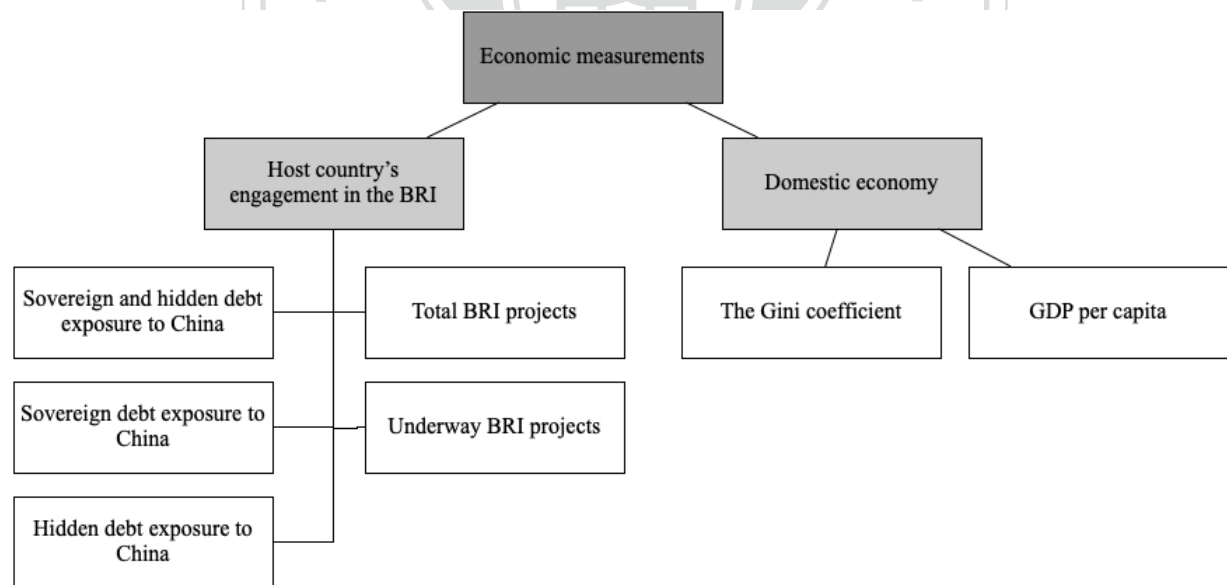 Economic measurements
Host country’s
engagement in the BRI
Domestic economy
Sovereign and hidden debt
exposure to China
Total BRI projects
The Gini coefficient
GDP per capita
Sovereign debt exposure to
China
Underway BRI projects
Hidden debt exposure to
China